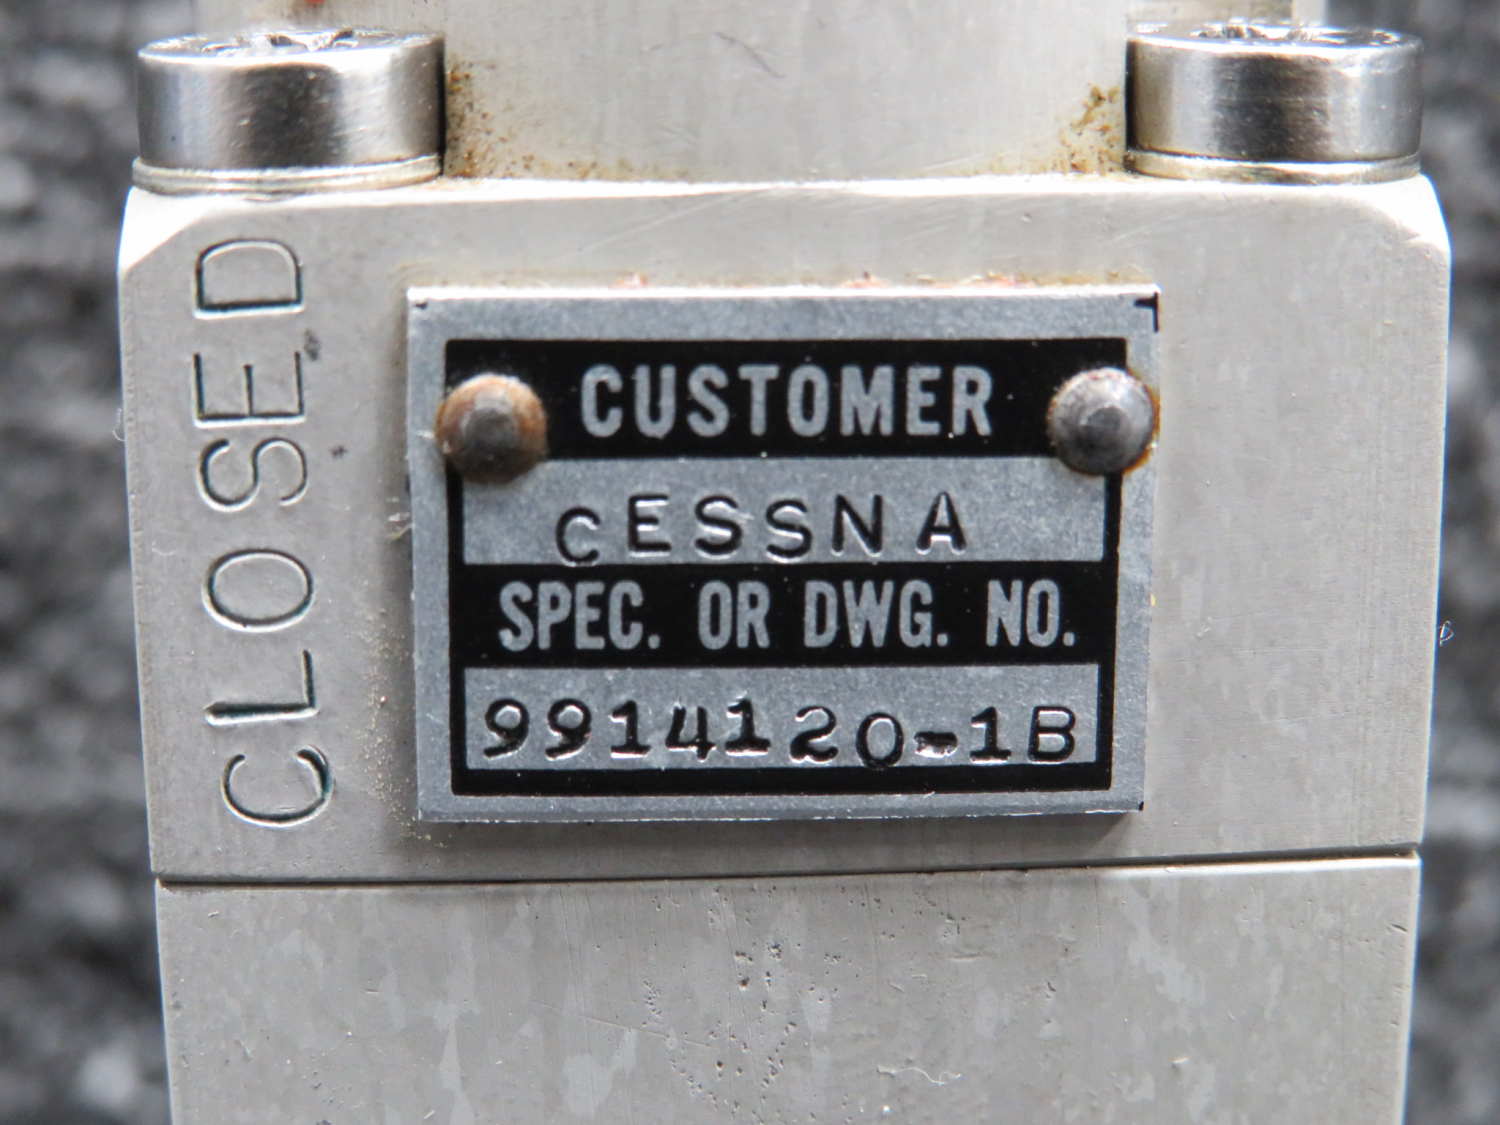 CLOSED
CUSTOMER
CESSNA
SPEC. OR DWG. NO.
9914120-1B